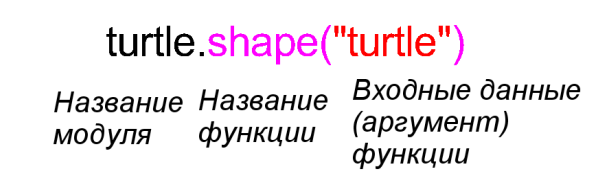 turtle.shape("turtle")
Название
модуля
Название
функции
Входные данные
(аргумент)
функции